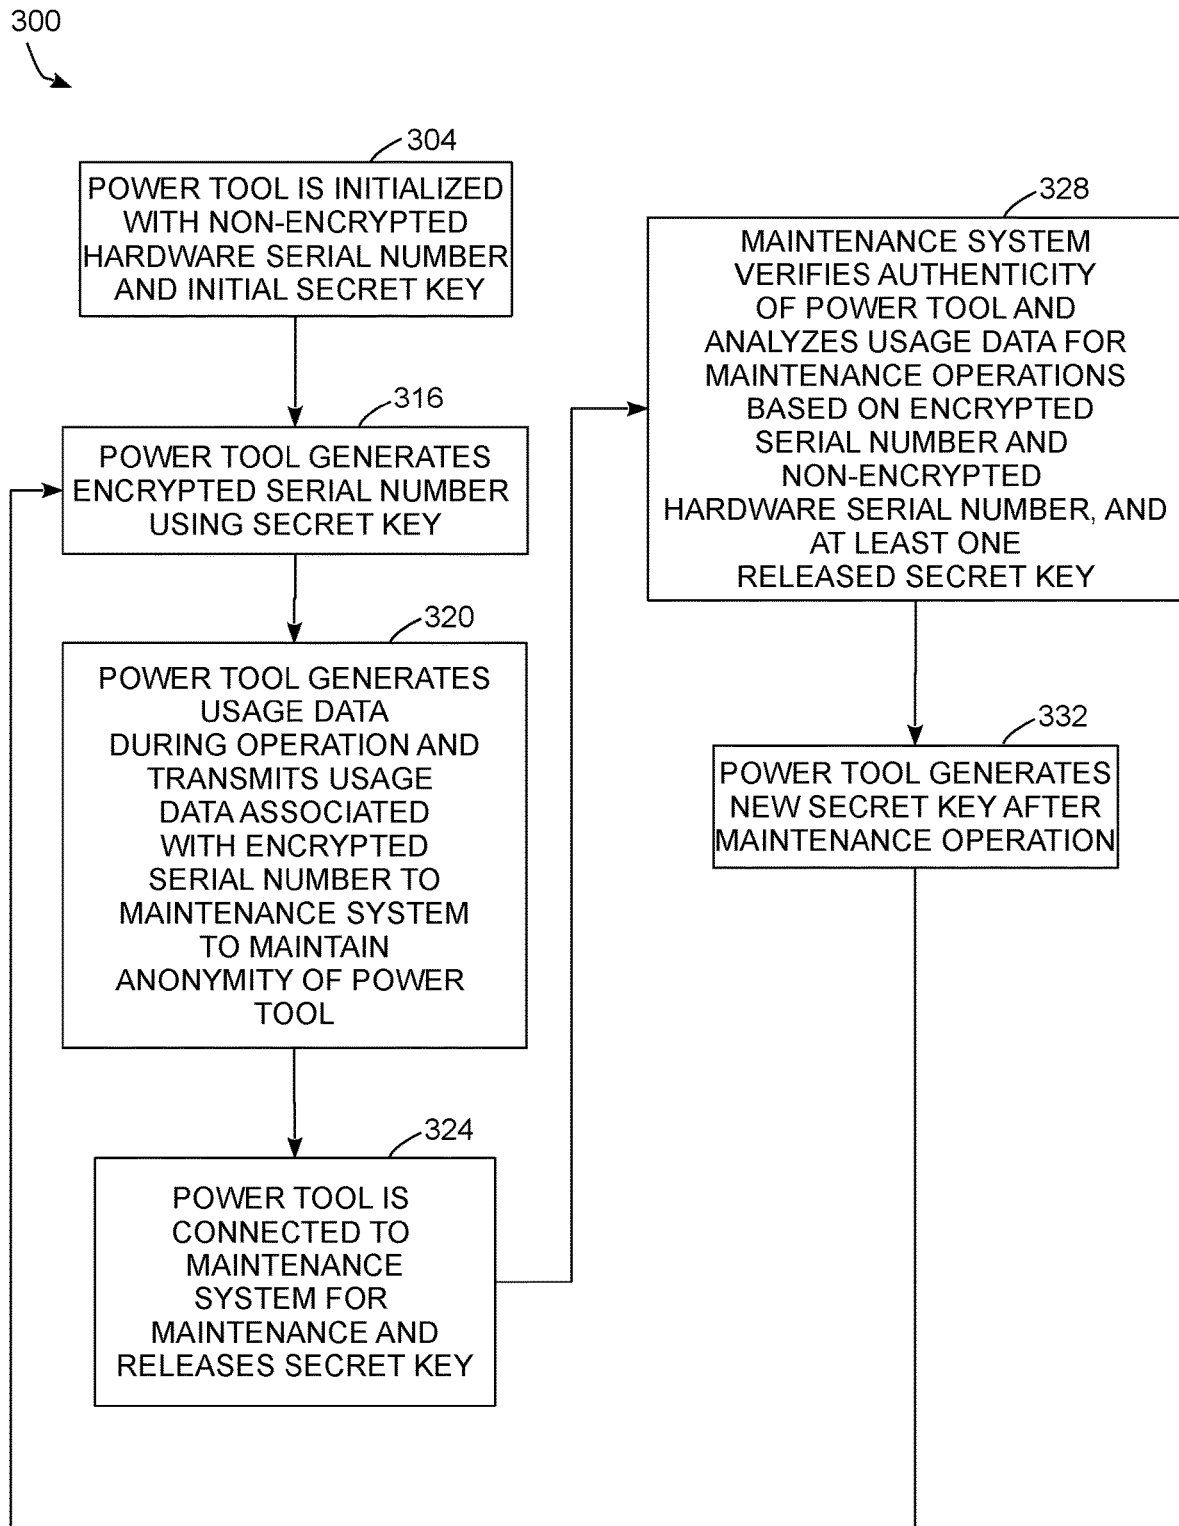 300
304
POWER TOOL IS INITIALIZED
WITH NON-ENCRYPTED
HARDWARE SERIAL NUMBER
AND INITIAL SECRET KEY
316
POWER TOOL GENERATES
ENCRYPTED SERIAL NUMBER
USING SECRET KEY
320
POWER TOOL GENERATES
USAGE DATA
DURING OPERATION AND
TRANSMITS USAGE
DATA ASSOCIATED
WITH ENCRYPTED
SERIAL NUMBER TO
MAINTENANCE SYSTEM
TO MAINTAIN
ANONYMITY OF POWER
TOOL
324
POWER TOOL IS
CONNECTED TO
MAINTENANCE
SYSTEM FOR
MAINTENANCE AND
RELEASES SECRET KEY
328
MAINTENANCE SYSTEM
VERIFIES AUTHENTICITY
OF POWER TOOL AND
ANALYZES USAGE DATA FOR
MAINTENANCE OPERATIONS
BASED ON ENCRYPTED
SERIAL NUMBER AND
NON-ENCRYPTED
HARDWARE SERIAL NUMBER, AND
AT LEAST ONE
RELEASED SECRET KEY
332
POWER TOOL GENERATES
NEW SECRET KEY AFTER
MAINTENANCE OPERATION